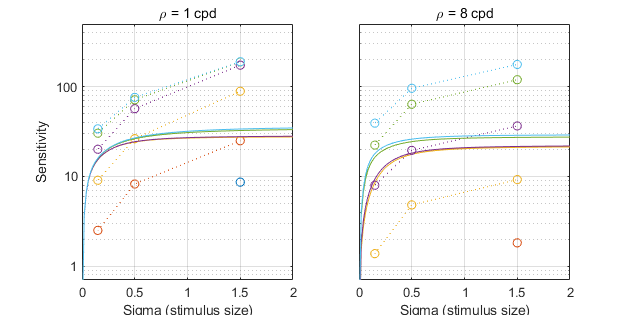 ρ = 1 cpd
ρ = 8 cpd
Sensitivity
100
10
1
0
0.5
1
1.5
2
0
0.5
1
1.5
2
Sigma (stimulus size)
Sigma (stimulus size)